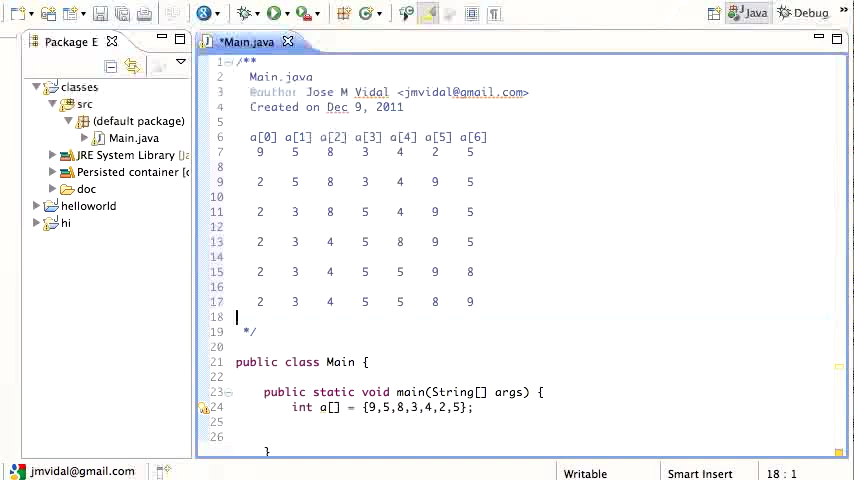 Java
Debug
Package E
*Main.java
classes
src
(default package)
Main.java
JRE System Library [Ja
Persisted container [d
doc
helloworld
hi
1 /**
2 Main.java
3 @author Jose M Vidal <jmvidal@gmail.com>
4 Created on Dec 9, 2011
5
6 a[0] a[1] a[2] a[3] a[4] a[5] a[6]
7 9 5 8 3 4 2 5
8
9 2 5 8 3 4 9 5
10
11 2 3 8 5 4 9 5
12
13 2 3 4 5 8 9 5
14
15 2 3 4 5 5 9 8
16
17 2 3 4 5 5 8 9
18
19 */
20
21 public class Main {
22
23 public static void main(String[] args) {
24 int a[] = {9,5,8,3,4,2,5};
25
26
}
jmvidal@gmail.com
Writable
Smart Insert
18 : 1